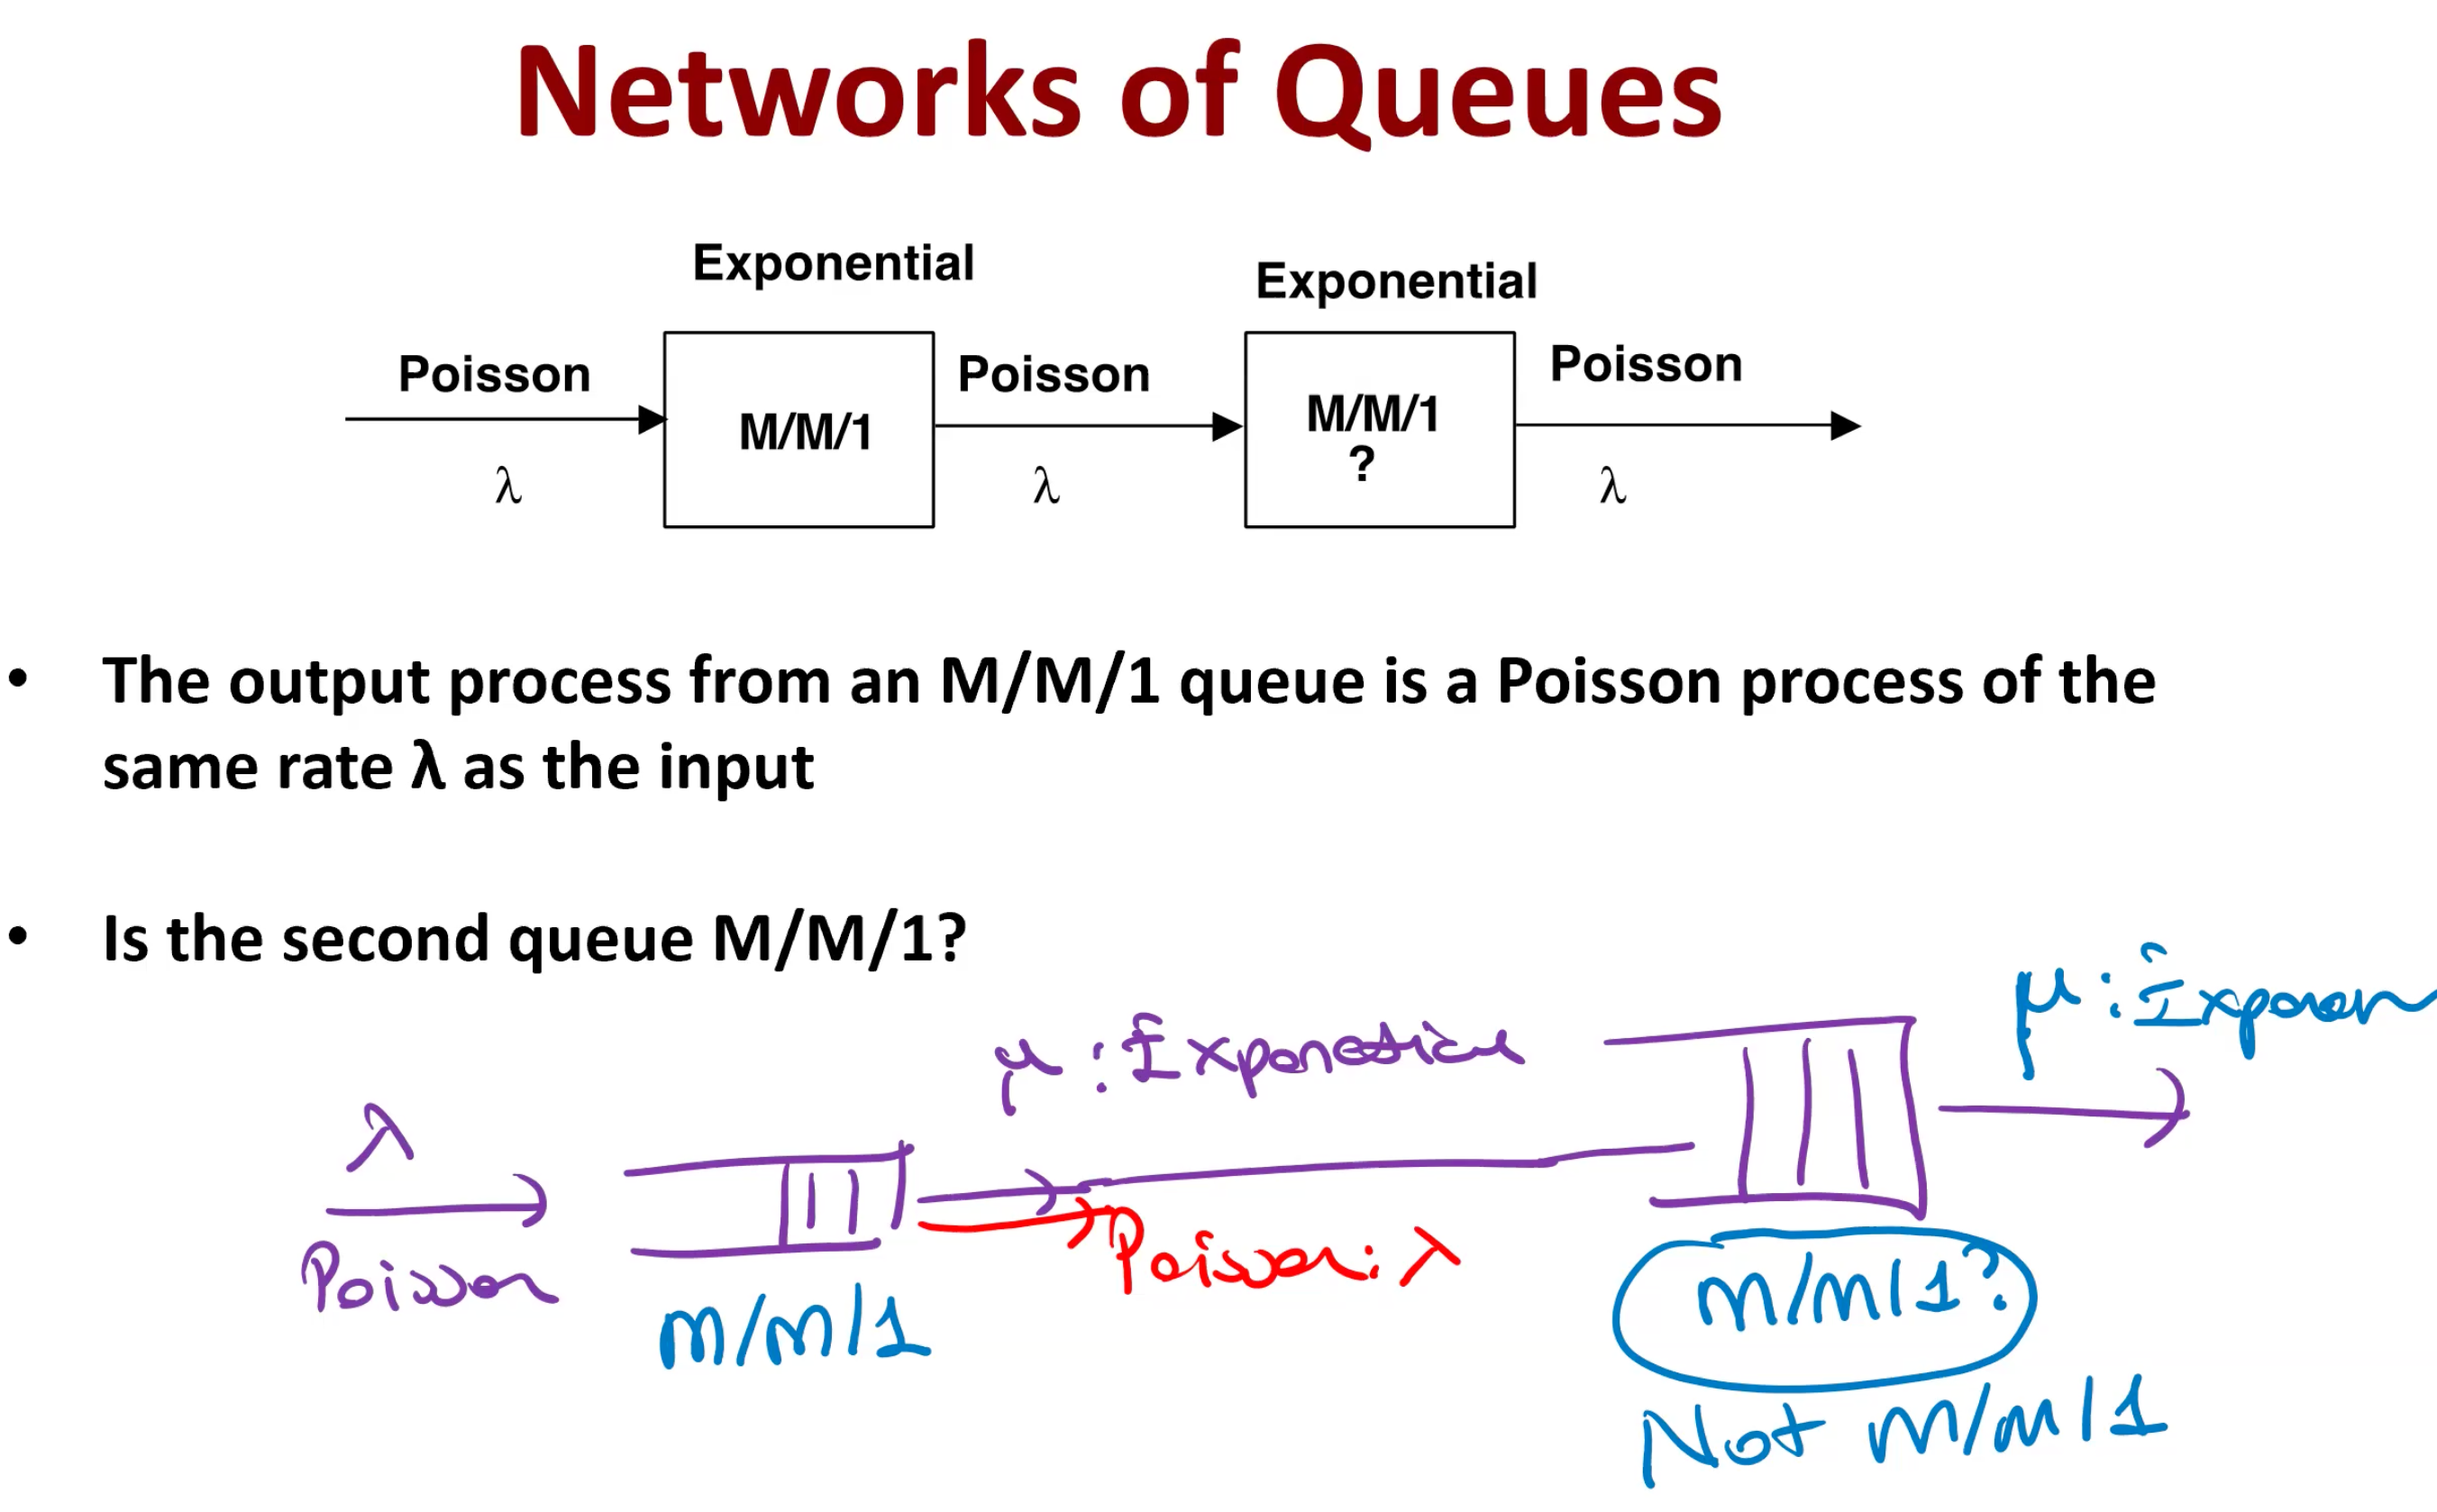 Networks of Queues
Exponential
Exponential
Poisson
Poisson
Poisson
M/M/1
M/M/1
?
λ
λ
λ
• The output process from an M/M/1 queue is a Poisson process of the
same rate λ as the input
• Is the second queue M/M/1?
μ : Expon
μ :
λ
Poisson
Poisson: λ
M/M/1
M/M/1?
Not M/M/1